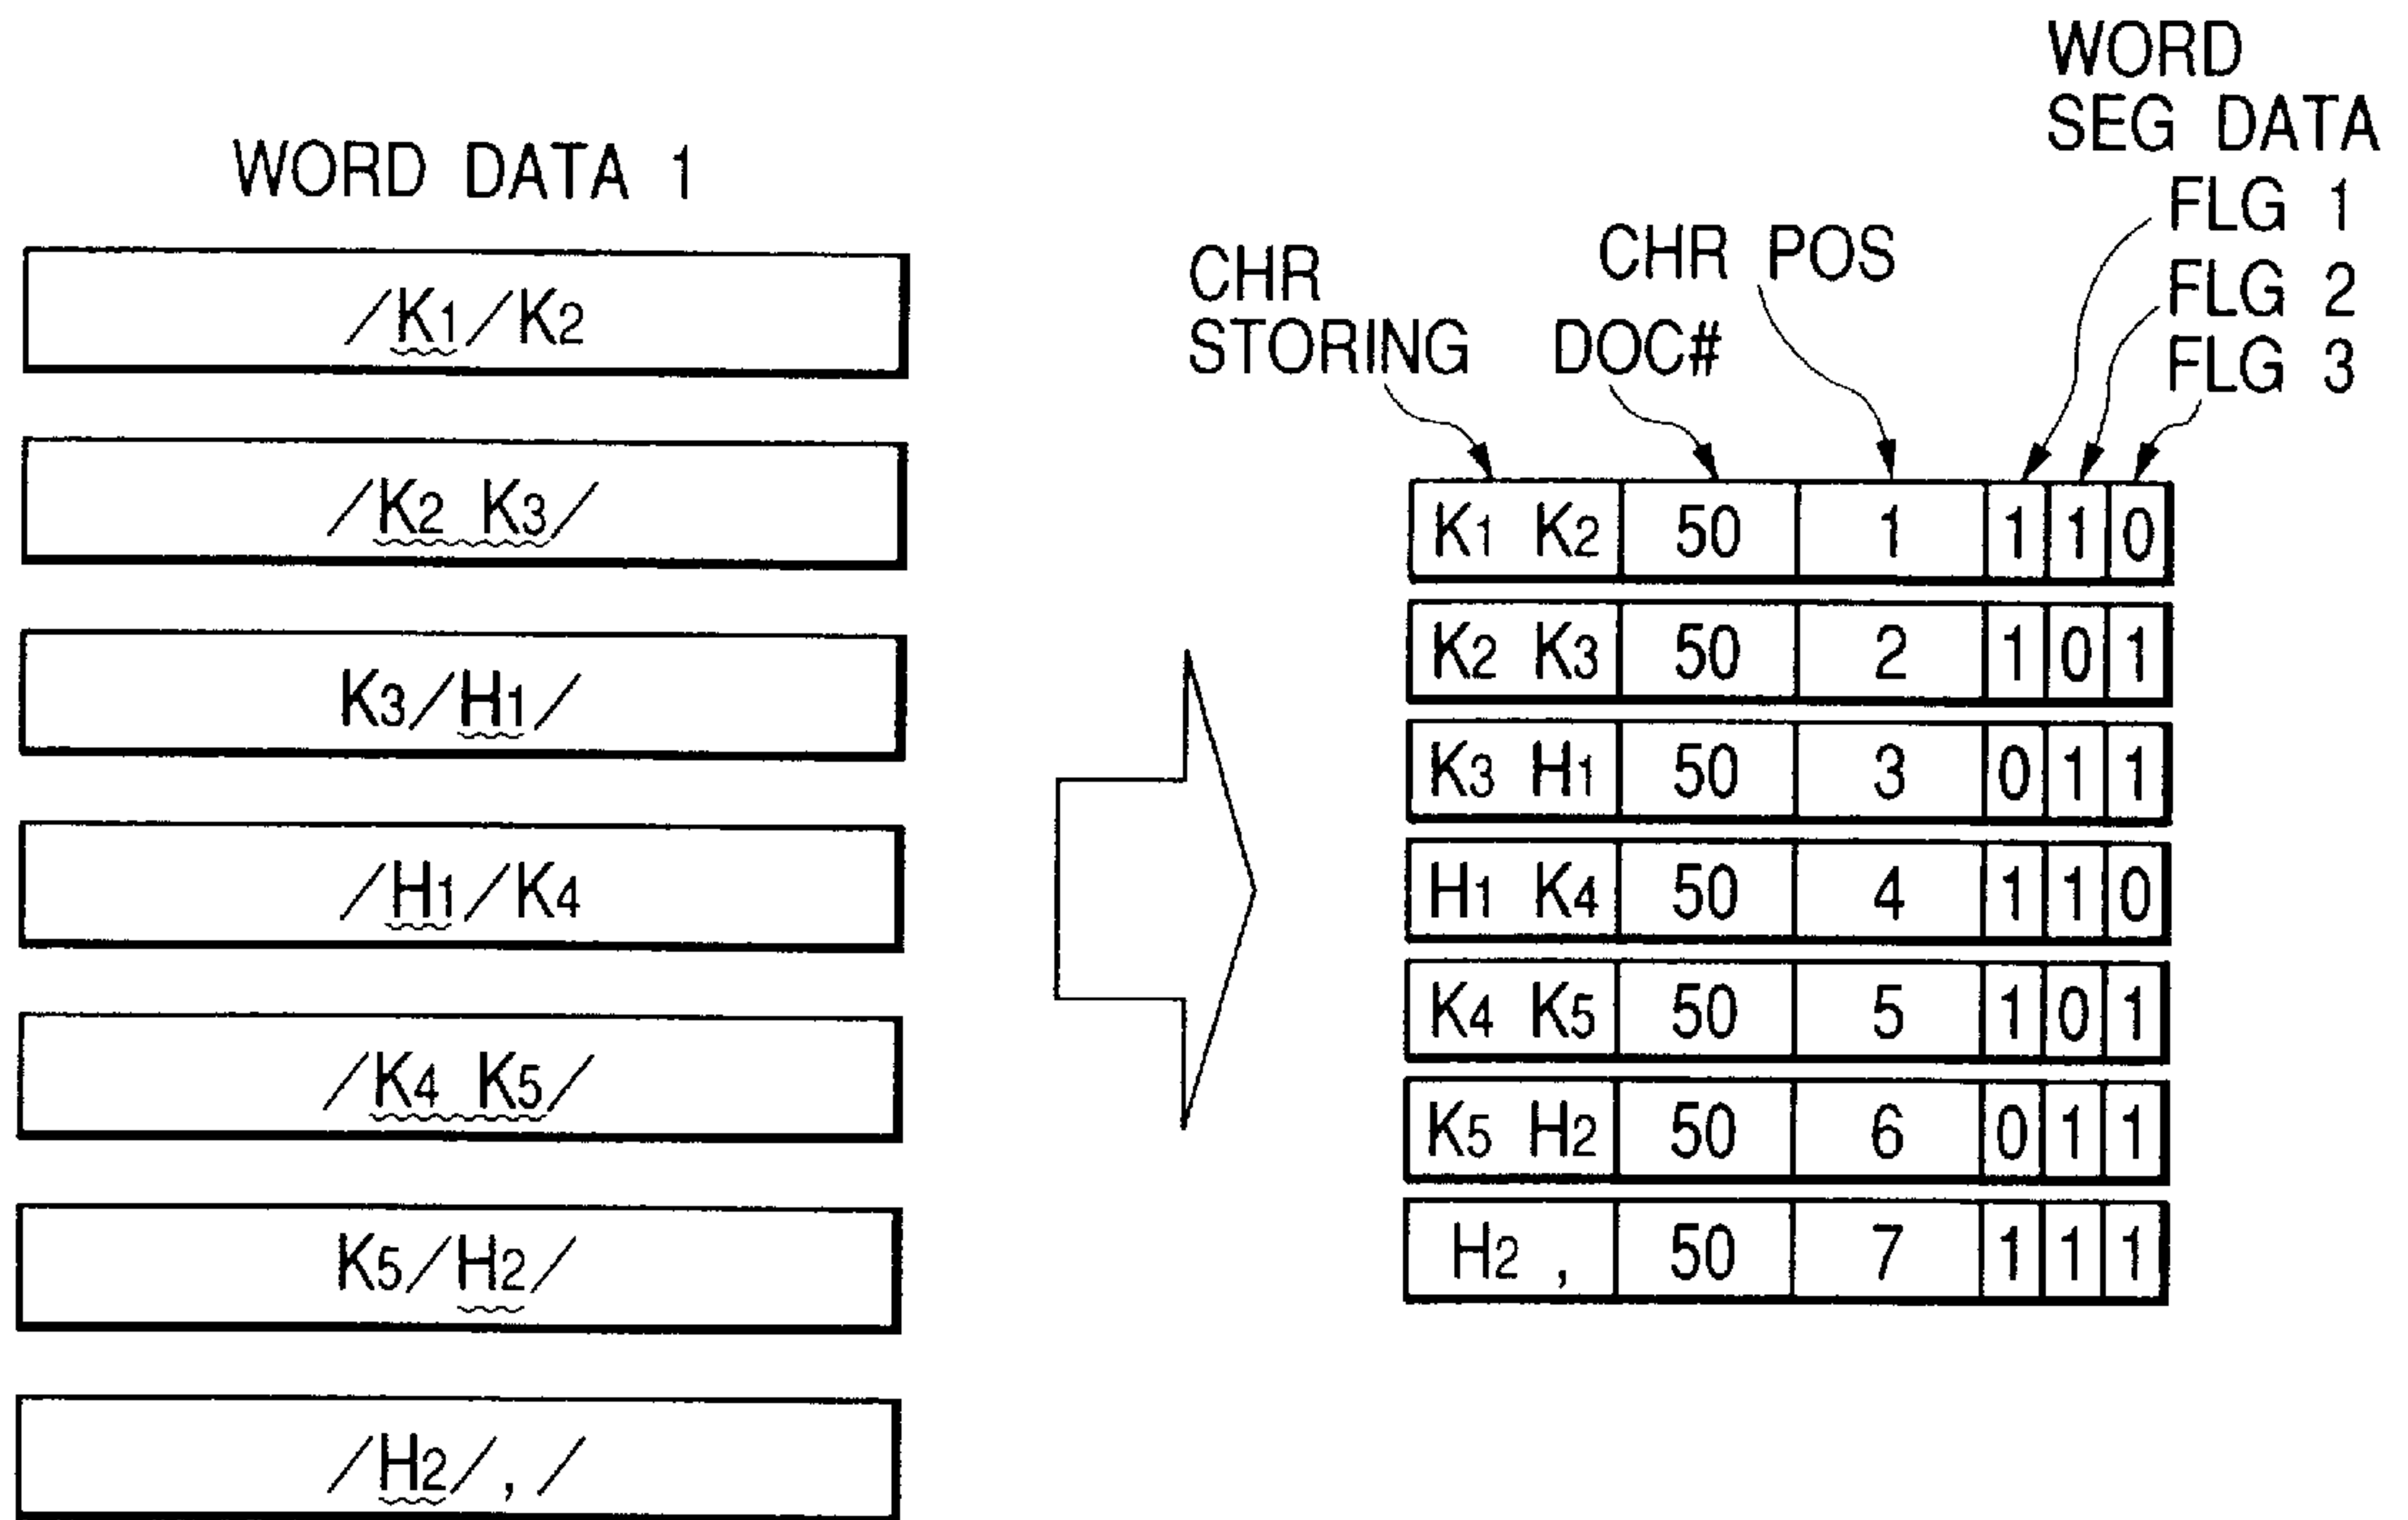 WORD DATA 1
/K1/K2
/K2 K3/
K3/H1/
/H1/K4
/K4 K5/
K5/H2/
/H2/, /
WORD
SEG DATA
FLG 1
FLG 2
FLG 3
CHR POS
CHR
STORING DOC#
K1 K2 50 1 1 1 0
K2 K3 50 2 1 0 1
K3 H1 50 3 0 1 1
H1 K4 50 4 1 1 0
K4 K5 50 5 1 0 1
K5 H2 50 6 0 1 1
H2 , 50 7 1 1 1